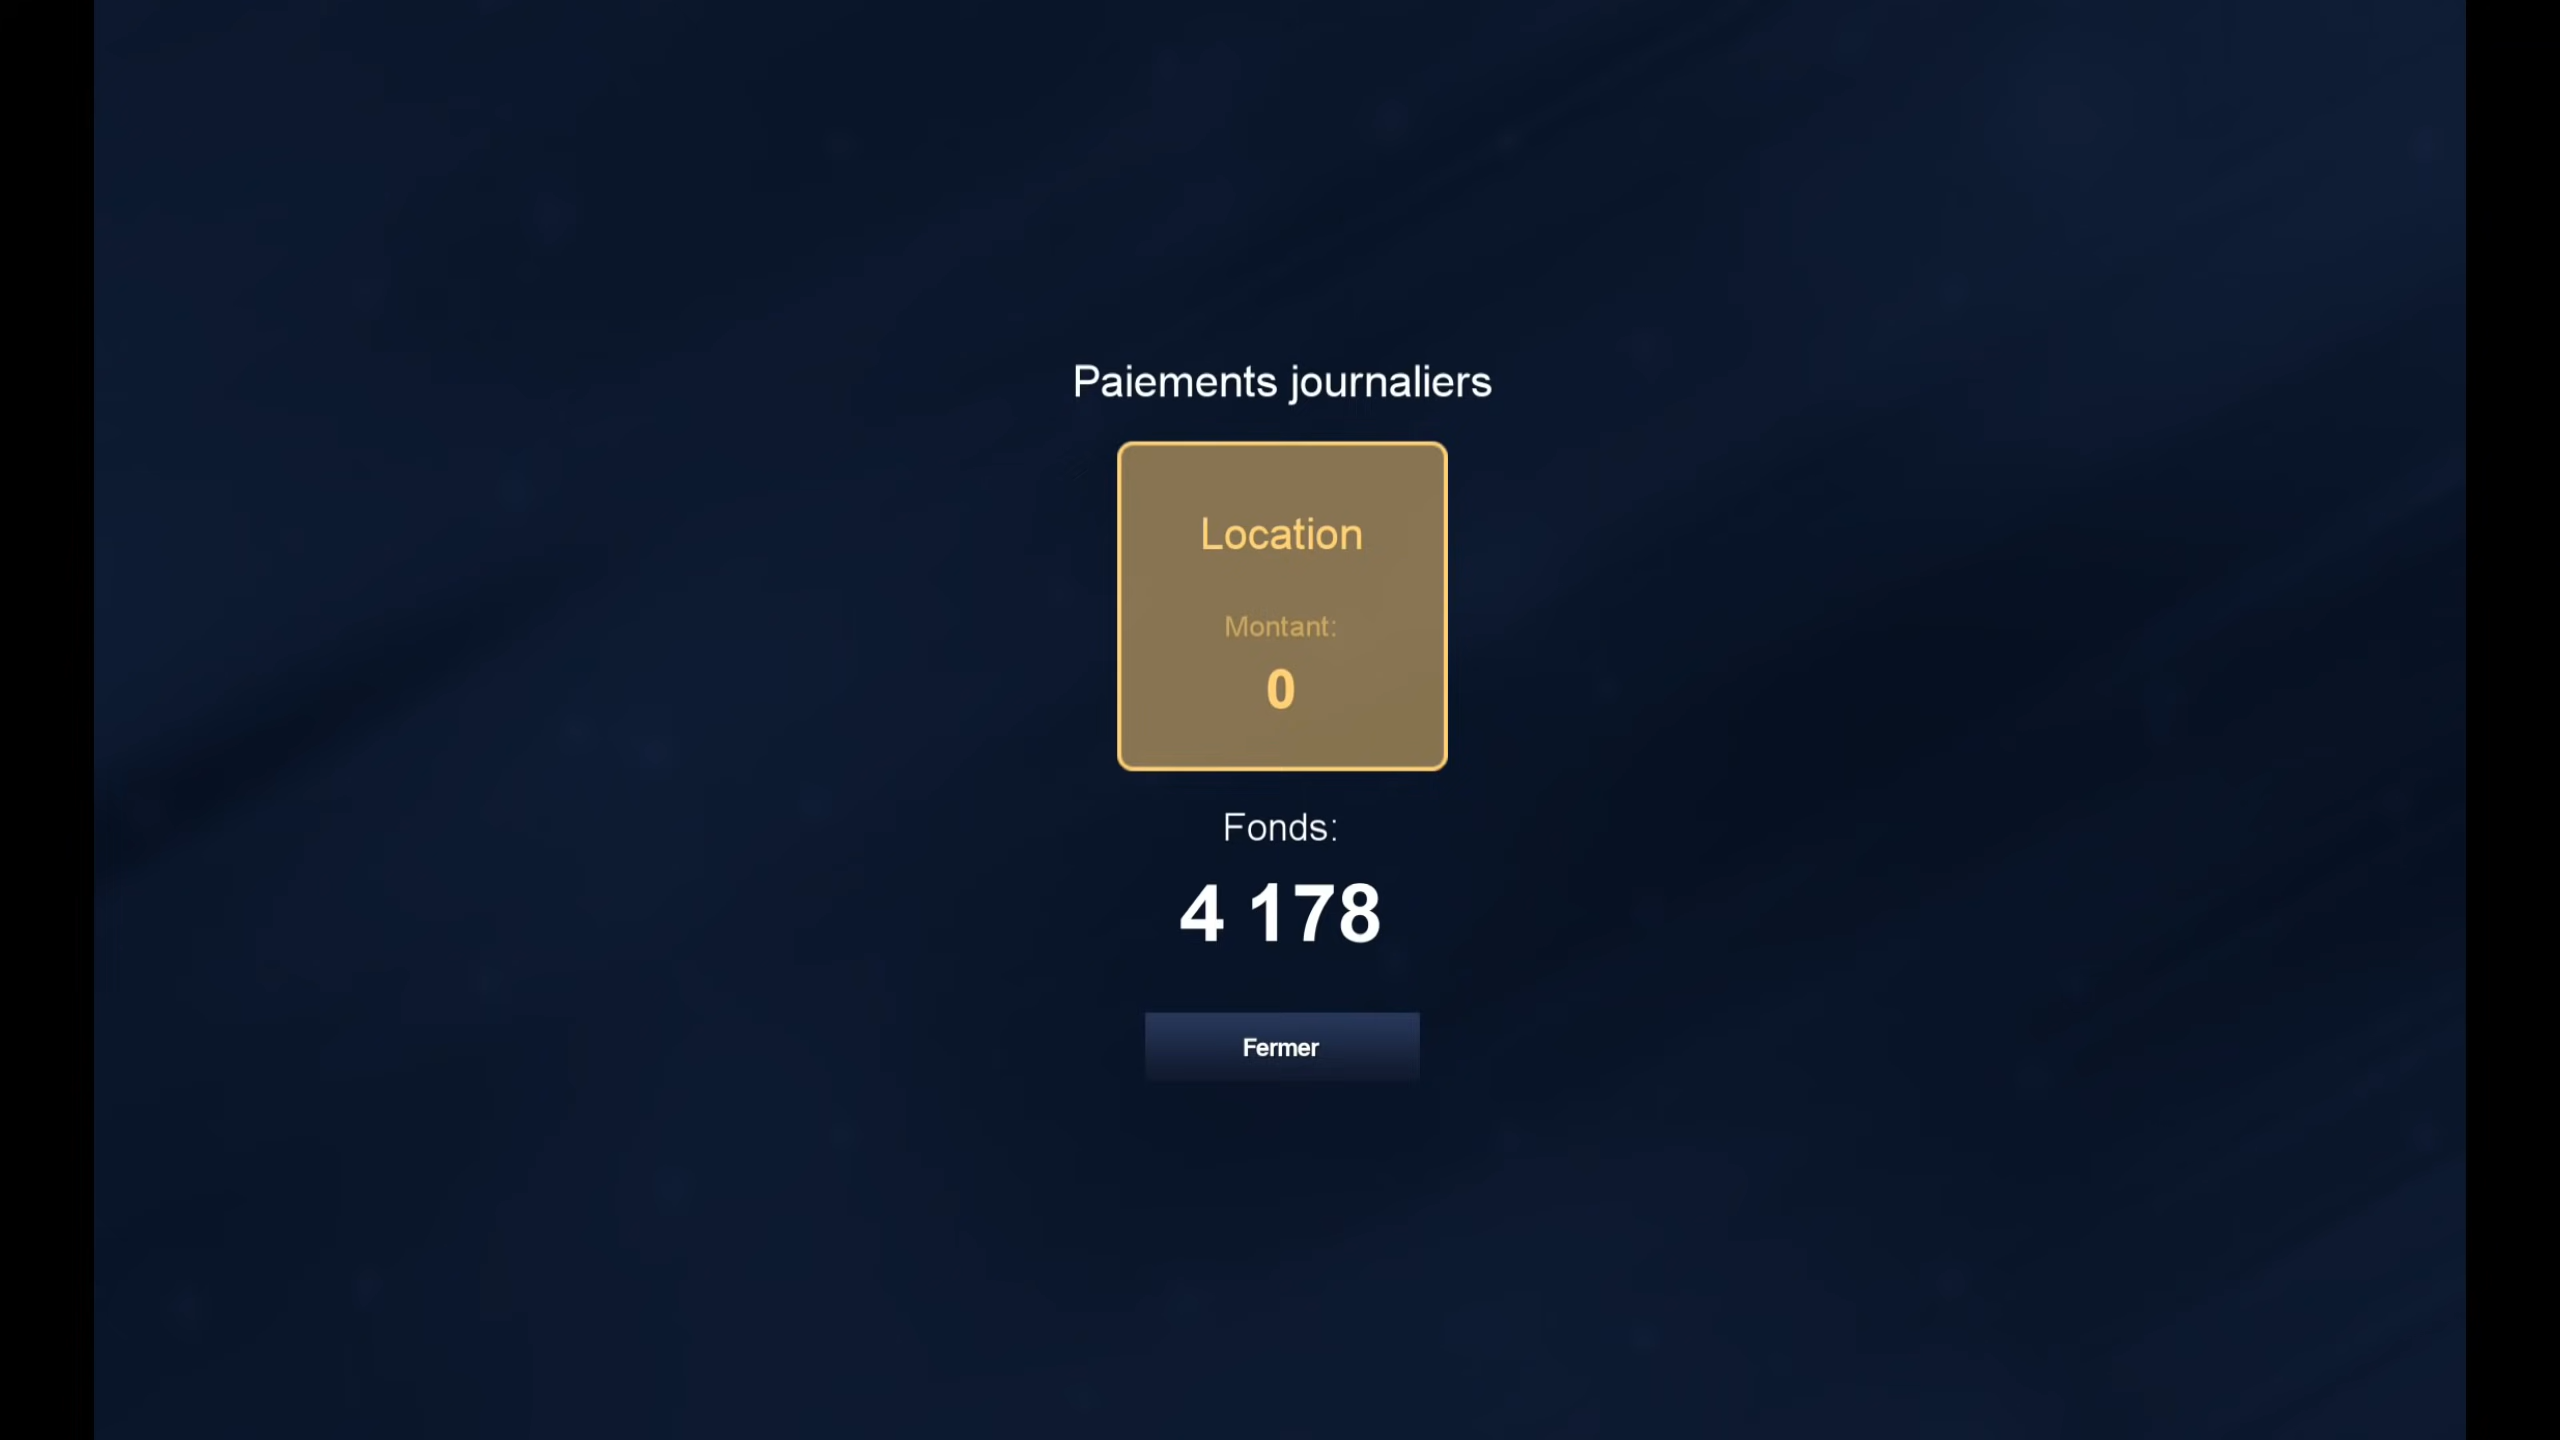 Paiements journaliers
Location
Montant:
0
Fonds:
4 178
Fermer